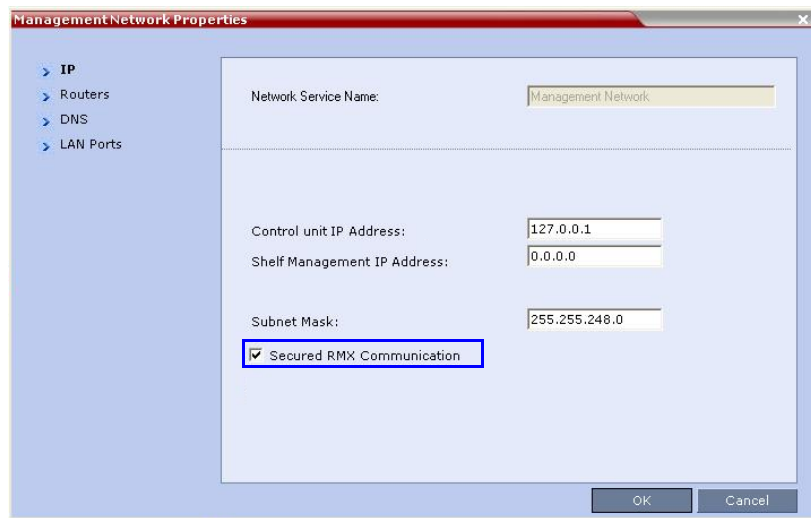 Management Network Properties
IP
Routers
DNS
LAN Ports
Network Service Name: Management Network
Control unit IP Address: 127.0.0.1
Shelf Management IP Address: 0.0.0.0
Subnet Mask: 255.255.248.0
Secured RMX Communication
OK Cancel